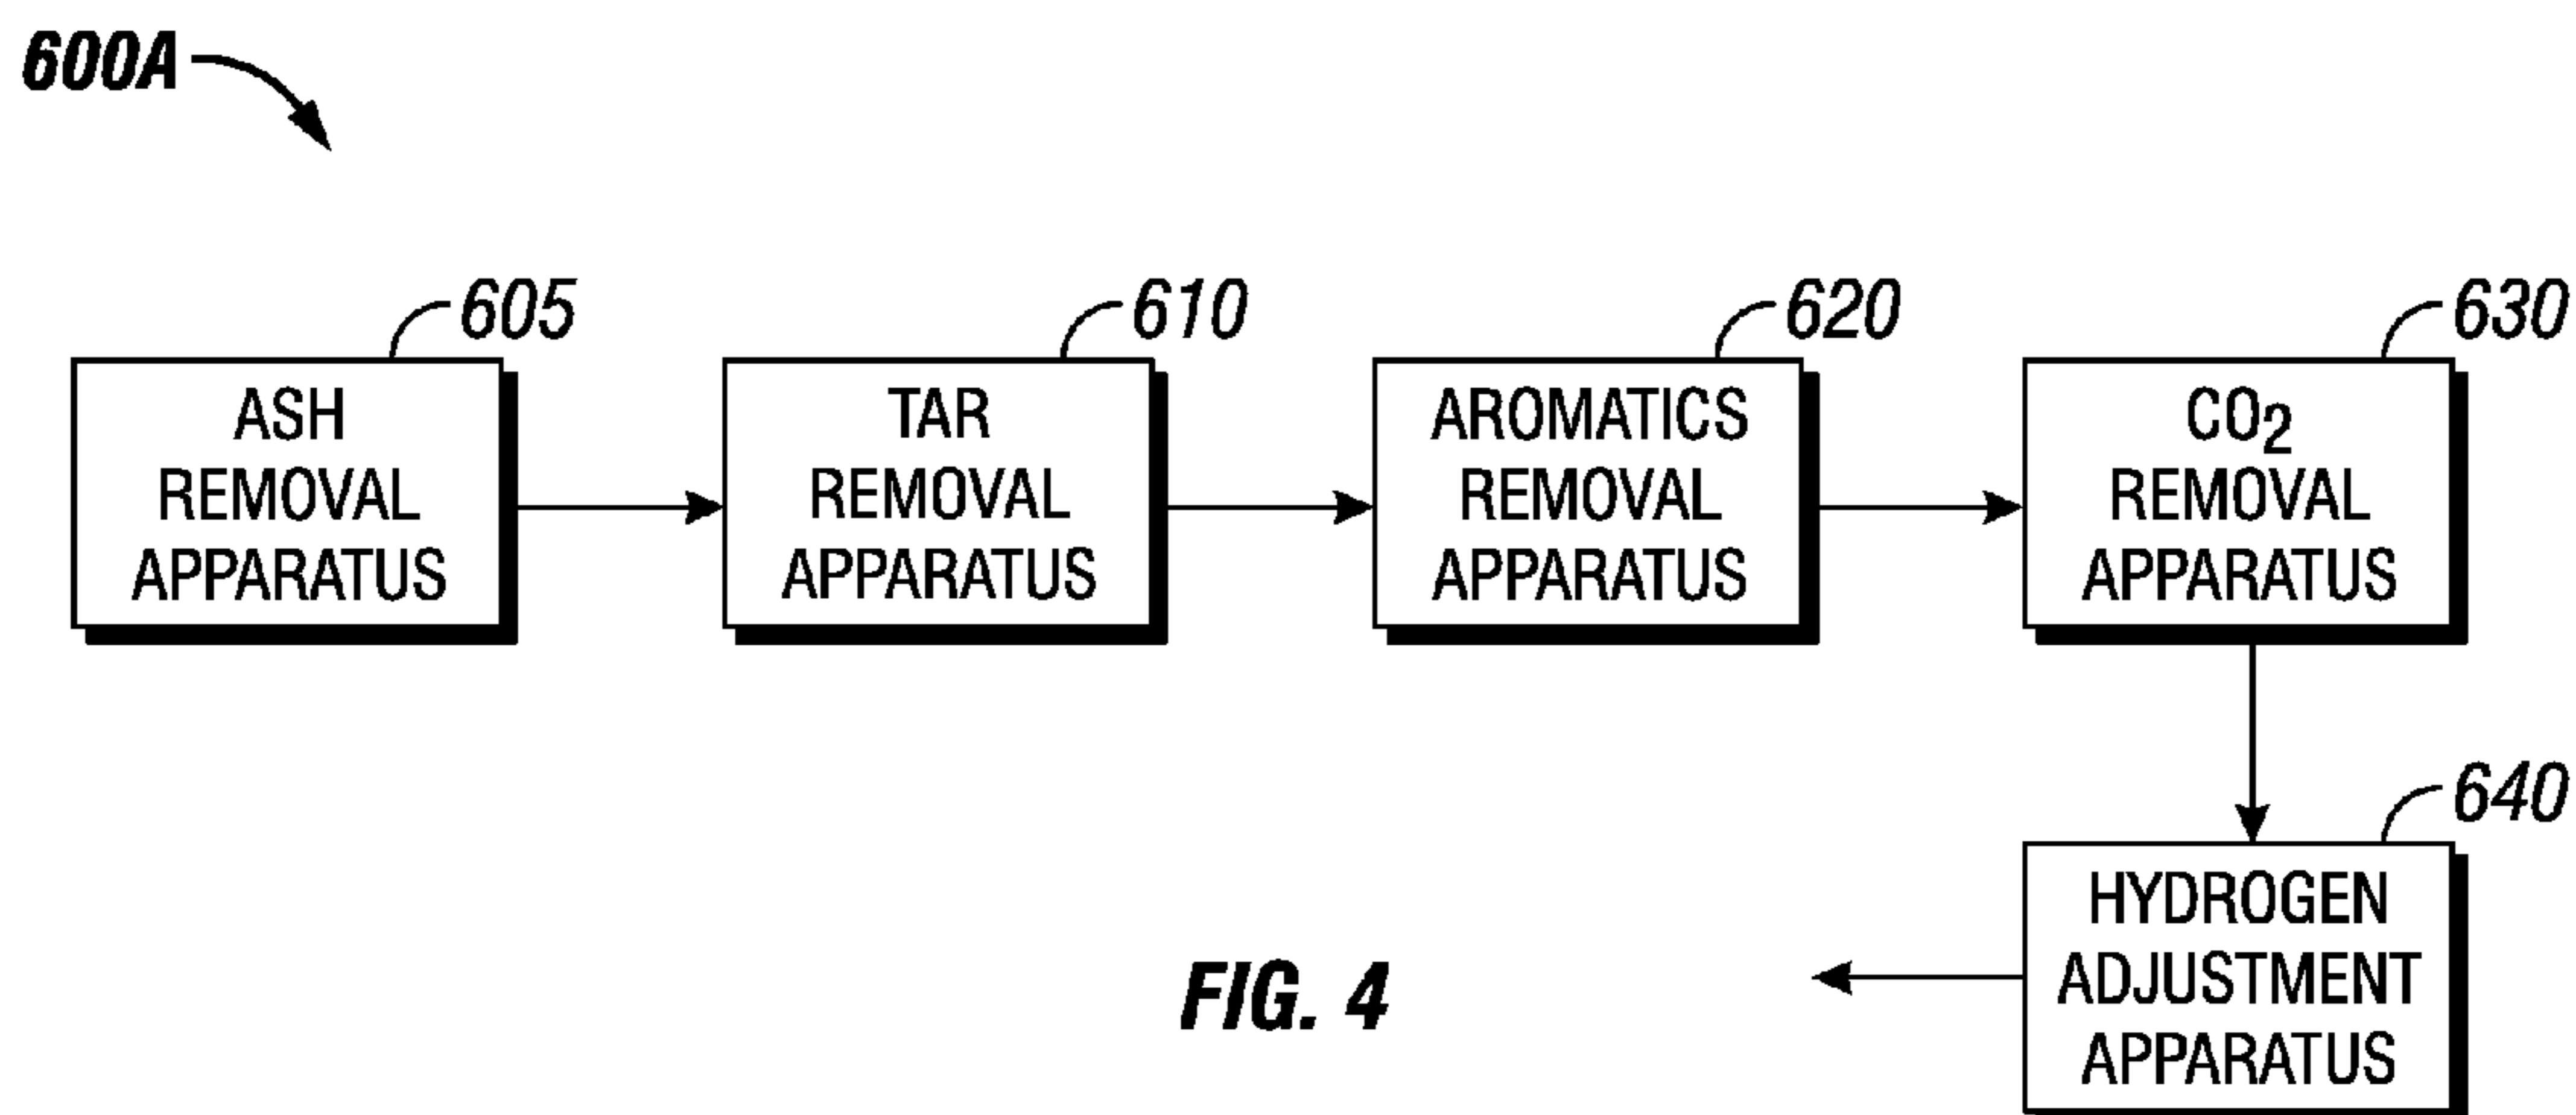 600A
605
610
620
630
ASH
REMOVAL
APPARATUS
TAR
REMOVAL
APPARATUS
AROMATICS
REMOVAL
APPARATUS
CO2
REMOVAL
APPARATUS
640
HYDROGEN
ADJUSTMENT
APPARATUS
FIG. 4